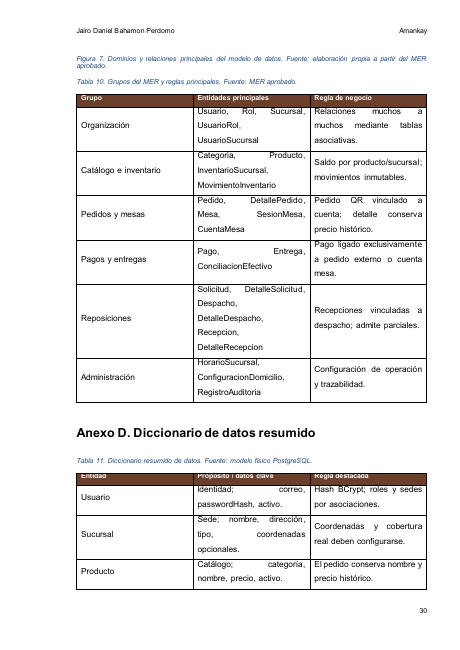 Jairo Daniel Bahamon Perdomo
Amankay
Figura 7. Dominios y relaciones principales del modelo de datos. Fuente: elaboración propia a partir del MER
aprobado.
Tabla 10. Grupos del MER y reglas principales. Fuente: MER aprobado.
Grupo
Entidades principales
Regla de negocio
Organización
Usuario, Rol, Sucursal,
UsuarioRol,
UsuarioSucursal
Relaciones muchos a
muchos mediante tablas
asociativas.
Catálogo e inventario
Categoria, Producto,
InventarioSucursal,
MovimientoInventario
Saldo por producto/sucursal;
movimientos inmutables.
Pedidos y mesas
Pedido, DetallePedido,
Mesa, SesionMesa,
CuentaMesa
Pedido QR vinculado a
cuenta; detalle conserva
precio histórico.
Pagos y entregas
Pago, Entrega,
ConciliacionEfectivo
Pago ligado exclusivamente
a pedido externo o cuenta
mesa.
Reposiciones
Solicitud, DetalleSolicitud,
Despacho,
DetalleDespacho,
Recepcion,
DetalleRecepcion
Recepciones vinculadas a
despacho; admite parciales.
Administración
HorarioSucursal,
ConfiguracionDomicilio,
RegistroAuditoria
Configuración de operación
y trazabilidad.
Anexo D. Diccionario de datos resumido
Tabla 11. Diccionario resumido de datos. Fuente: modelo físico PostgreSQL.
Entidad
Propósito / datos clave
Regla destacada
Usuario
Identidad; correo,
passwordHash, activo.
Hash BCrypt; roles y sedes
por asociaciones.
Sucursal
Sede; nombre, dirección,
tipo, coordenadas
opcionales.
Coordenadas y cobertura
real deben configurarse.
Producto
Catálogo; categoría,
nombre, precio, activo.
El pedido conserva nombre y
precio histórico.
30